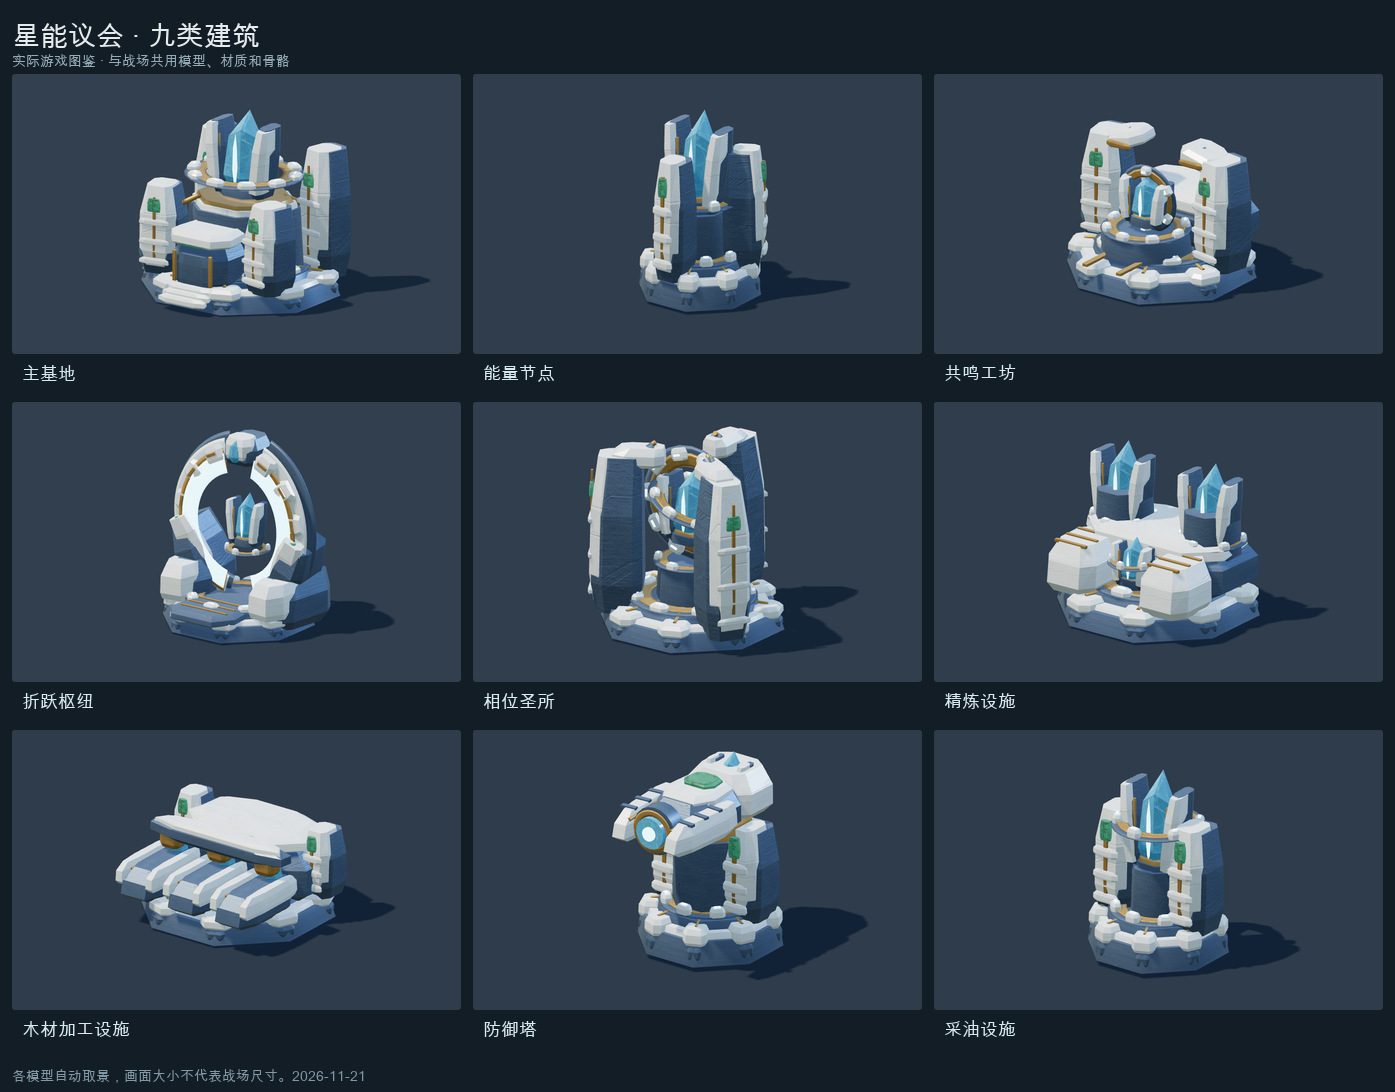 星能议会 · 九类建筑
实际游戏图鉴 · 与战场共用模型、材质和骨骼
主基地
能量节点
共鸣工坊
折跃枢纽
相位圣所
精炼设施
木材加工设施
防御塔
采油设施
各模型自动取景，画面大小不代表战场尺寸。2026-11-21